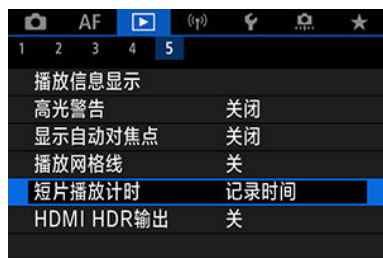 AF
1 2 3 4 5
播放信息显示
高光警告 关闭
显示自动对焦点 关闭
播放网格线 关
短片播放计时 记录时间
HDMI HDR输出 关